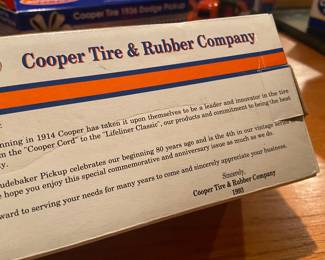 Cooper Tire 1936 Dodge Pickup
Cooper Tire & Rubber Company
nning in 1914 Cooper has taken it upon themselves to be a leader and innovator in the tire
m the "Cooper Cord" to the "Lifeliner Classic", our products and commitment to being the best
y.
tudebaker Pickup celebrates our beginning 80 years ago and is the 4th in our vintage
e hope you enjoy this special commemorative and anniversary issue as much as we do.
ward to serving your needs for many years to come and sincerely appreciate your business.
Sincerely,
Cooper Tire & Rubber Company
1993